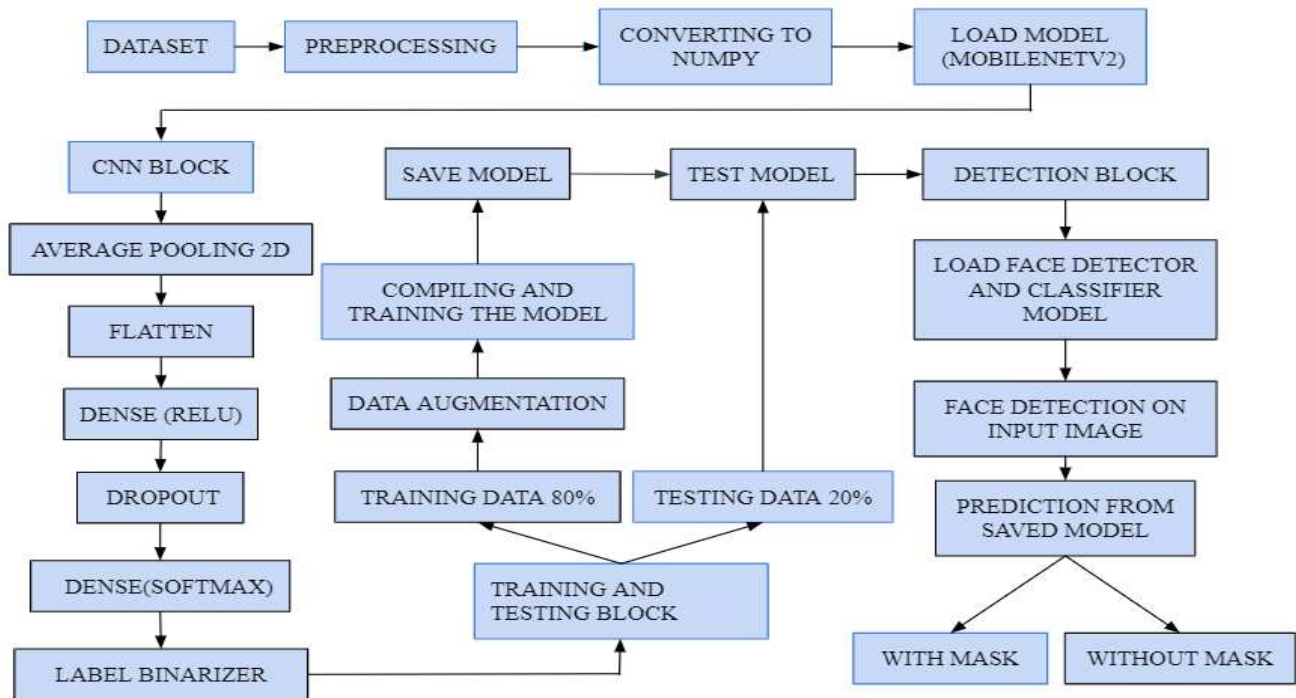 DATASET
PREPROCESSING
CONVERTING TO
NUMPY
LOAD MODEL
(MOBILENETV2)
CNN BLOCK
AVERAGE POOLING 2D
FLATTEN
DENSE (RELU)
DROPOUT
DENSE(SOFTMAX)
LABEL BINARIZER
TRAINING AND
TESTING BLOCK
TRAINING DATA 80%
DATA AUGMENTATION
COMPILING AND
TRAINING THE MODEL
SAVE MODEL
TESTING DATA 20%
TEST MODEL
DETECTION BLOCK
LOAD FACE DETECTOR
AND CLASSIFIER
MODEL
FACE DETECTION ON
INPUT IMAGE
PREDICTION FROM
SAVED MODEL
WITH MASK
WITHOUT MASK